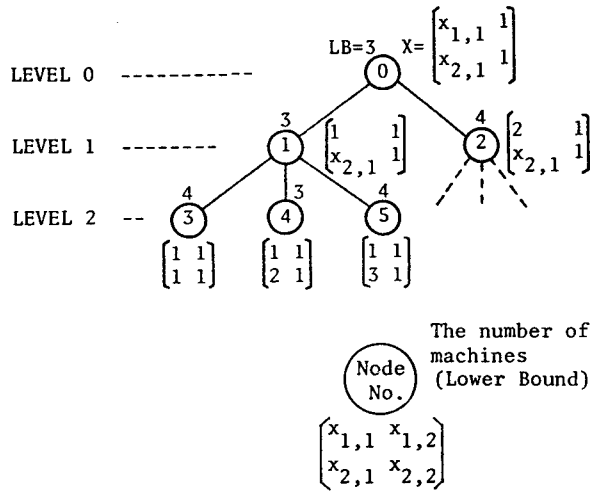 LB=3 X= [x1,1 1
x2,1 1]
LEVEL 0 ----------- 0
3 4
LEVEL 1 -------- 1 [1 1
x2,1 1] 2 [2 1
x2,1 1]
4 3 4
LEVEL 2 -- 3 4 5
[1 1
1 1] [1 1
2 1] [1 1
3 1]
The number of
machines
(Lower Bound)
Node
No.
[x1,1 x1,2
x2,1 x2,2]